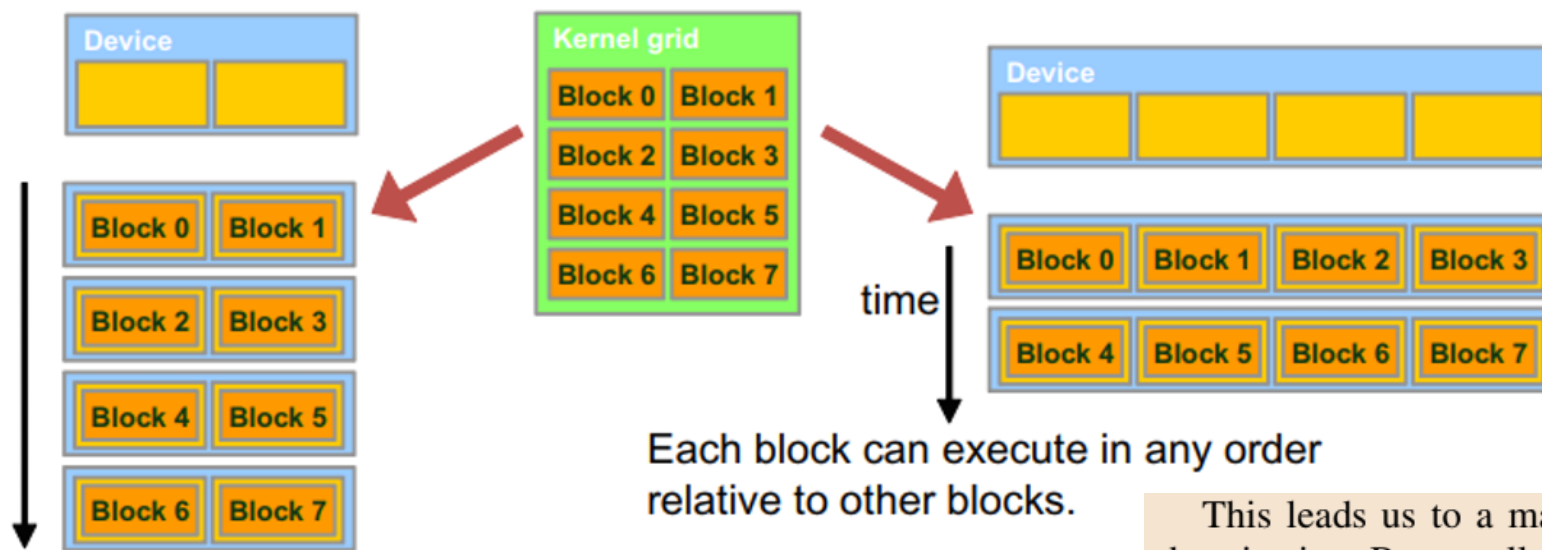 Device
Kernel grid
Block 0 Block 1
Block 2 Block 3
Block 4 Block 5
Block 6 Block 7
Device
Block 0 Block 1
Block 2 Block 3
Block 4 Block 5
Block 6 Block 7
time
Block 0 Block 1 Block 2 Block 3
Block 4 Block 5 Block 6 Block 7
Each block can execute in any order
relative to other blocks.
This leads us to a